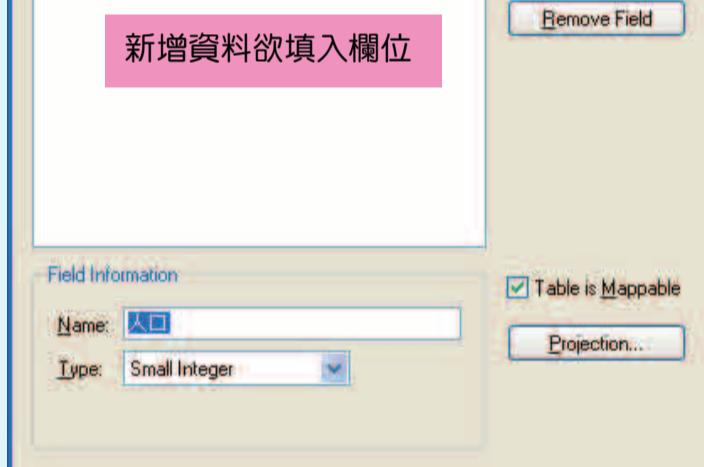 Remove Field
新增資料欲填入欄位
Field Information
Table is Mappable
Name: 人口
Projection...
Type: Small Integer